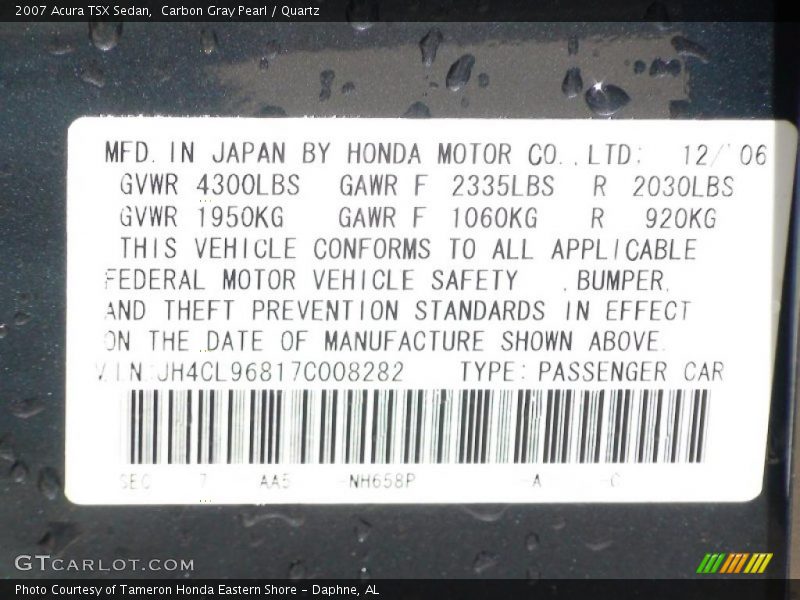 2007 Acura TSX Sedan, Carbon Gray Pearl / Quartz
MFD. IN JAPAN BY HONDA MOTOR CO.,LTD: 12/'06
GVWR 4300LBS GAWR F 2335LBS R 2030LBS
GVWR 1950KG GAWR F 1060KG R 920KG
THIS VEHICLE CONFORMS TO ALL APPLICABLE
FEDERAL MOTOR VEHICLE SAFETY ,BUMPER,
AND THEFT PREVENTION STANDARDS IN EFFECT
ON THE DATE OF MANUFACTURE SHOWN ABOVE.
V.I.N:JH4CL96817C008282 TYPE: PASSENGER CAR
SEC 7 AA5 NH658P -A -C
GTCARLOT.COM
Photo Courtesy of Tameron Honda Eastern Shore – Daphne, AL